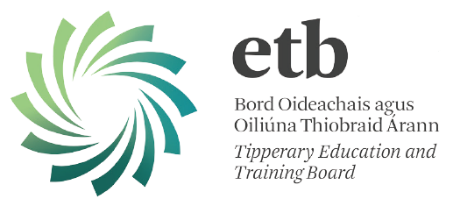 etb
Bord Oideachais agus
Oiliúna Thiobraid Árann
Tipperary Education and
Training Board